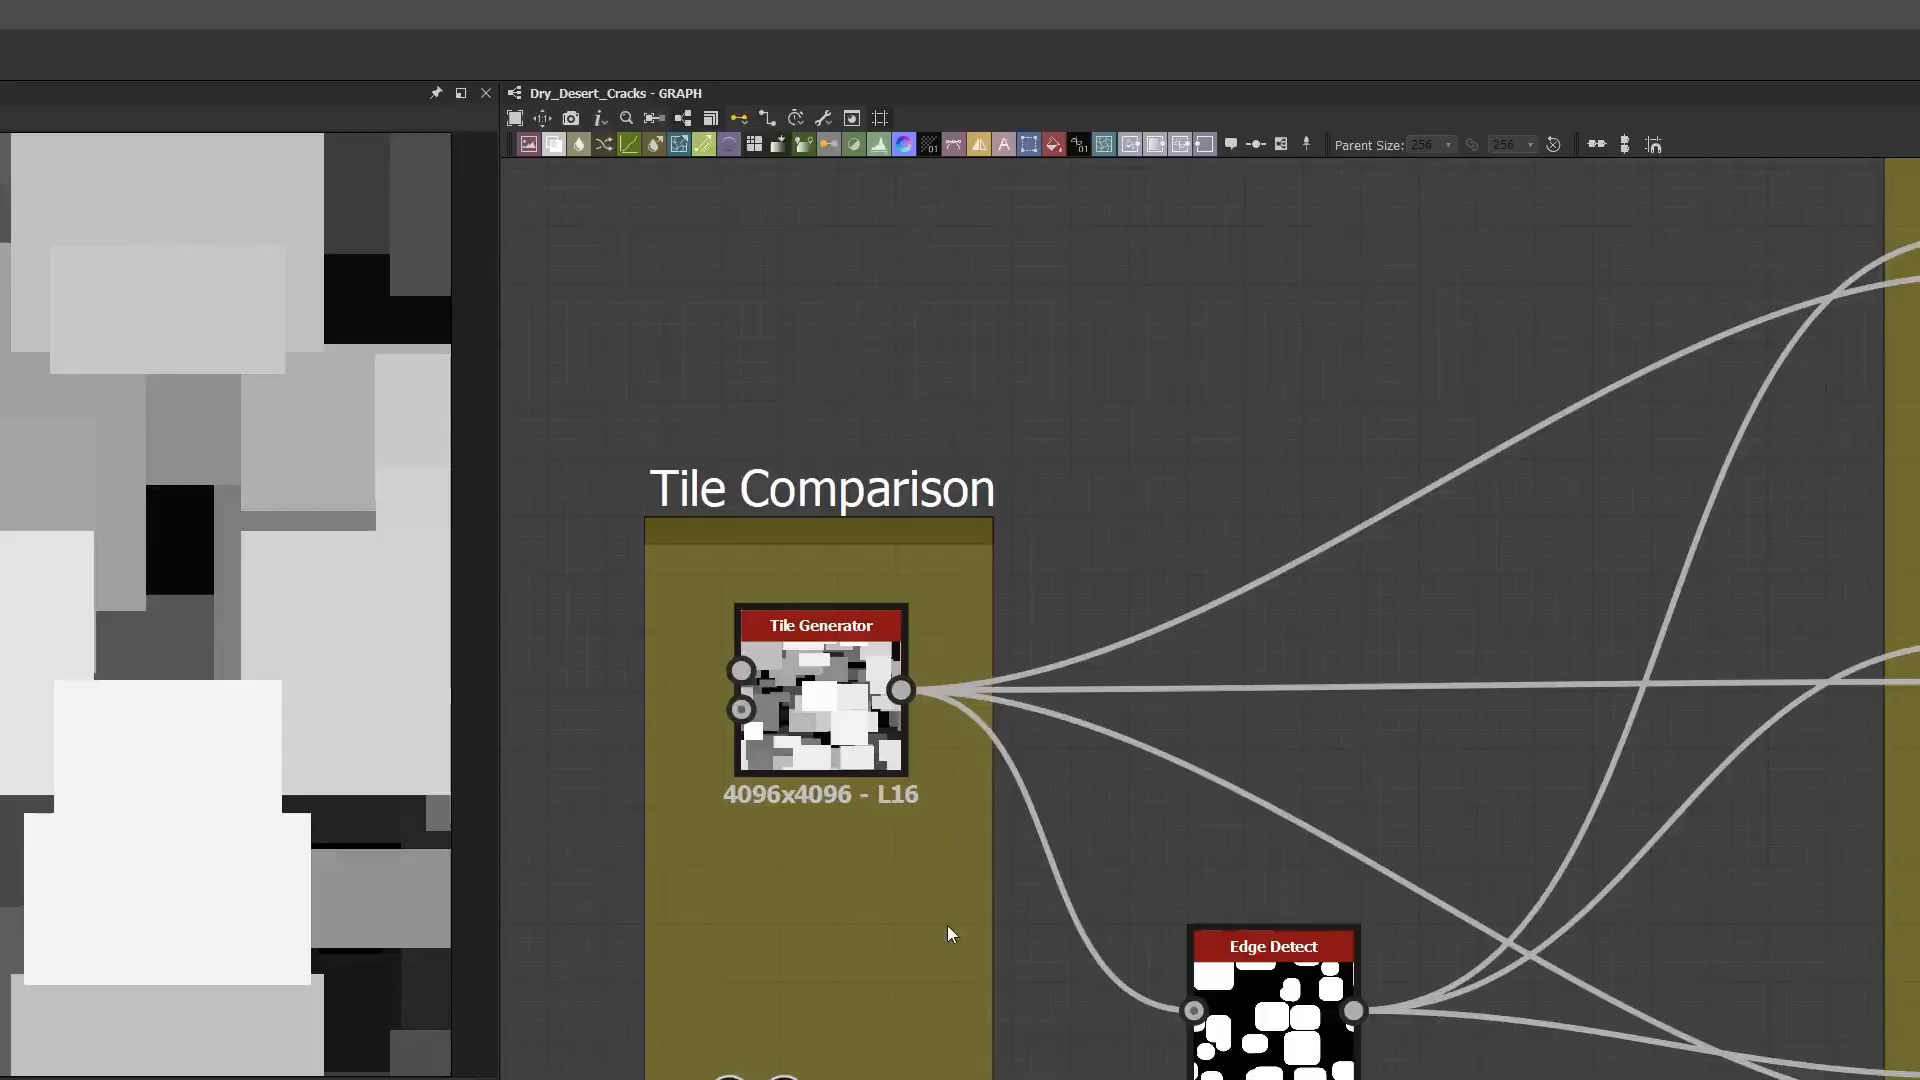 Dry_Desert_Cracks - GRAPH
Parent Size: 256 256
Tile Comparison
Tile Generator
4096x4096 - L16
Edge Detect